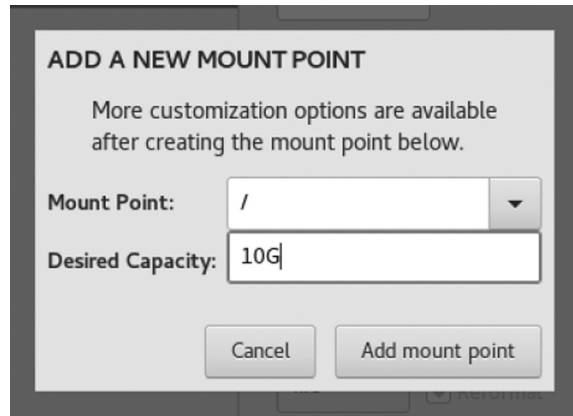 ADD A NEW MOUNT POINT
More customization options are available
after creating the mount point below.
Mount Point: /
Desired Capacity: 10G
Cancel Add mount point
Reformat